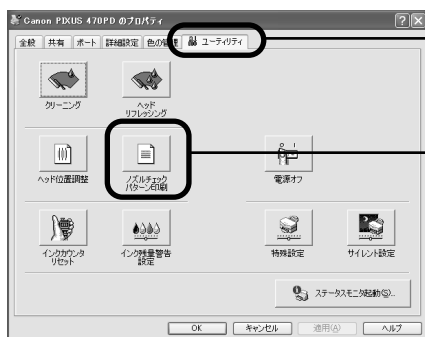 Canon PIXUS 470PD のプロパティ
全般 共有 ポート 詳細設定 色の管理 ユーティリティ
クリーニング
ヘッド
リフレッシング
ヘッド位置調整
ノズルチェック
パターン印刷
電源オフ
インクカウンタ
リセット
インク残量警告
設定
特殊設定
サイレント設定
ステータスモニタ起動(S)...
OK キャンセル 適用(A) ヘルプ